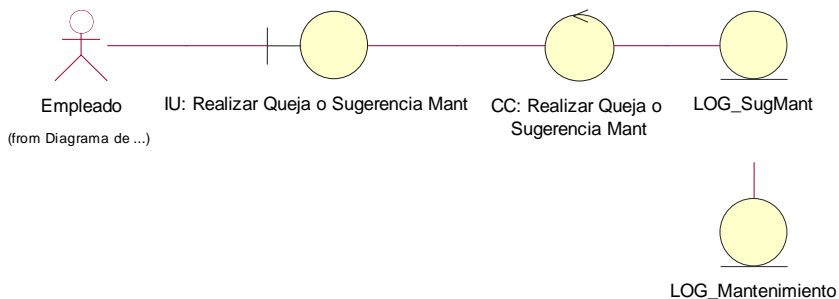 Empleado
(from Diagrama de ...)
IU: Realizar Queja o Sugerencia Mant
CC: Realizar Queja o
Sugerencia Mant
LOG_SugMant
LOG_Mantenimiento